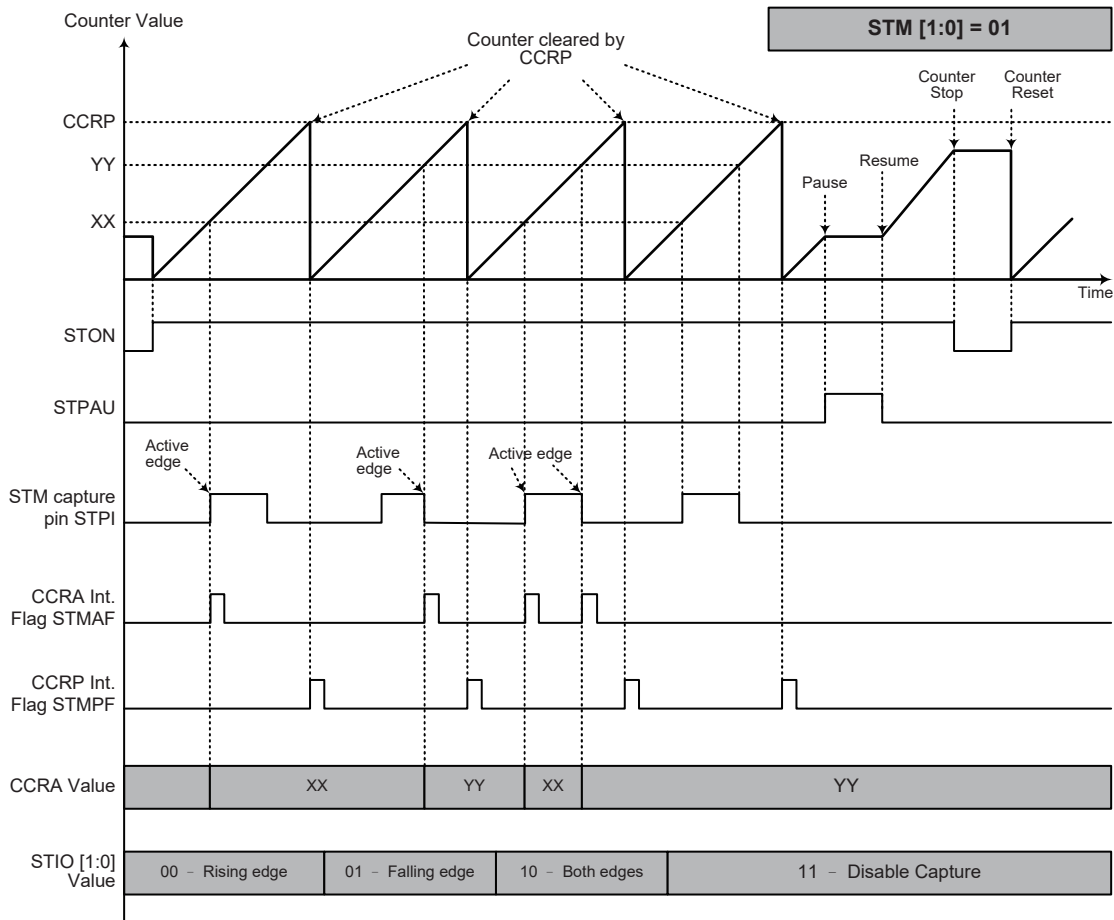 Counter Value
STM [1:0] = 01
Counter cleared by
CCRP
Counter
Stop
Counter
Reset
CCRP
YY
XX
Pause
Resume
Time
STON
STPAU
Active
edge
Active
edge
Active edge
STM capture
pin STPI
CCRA Int.
Flag STMAF
CCRP Int.
Flag STMPF
CCRA Value
XX
YY
XX
YY
STIO [1:0]
Value
00 – Rising edge
01 – Falling edge
10 – Both edges
11 – Disable Capture